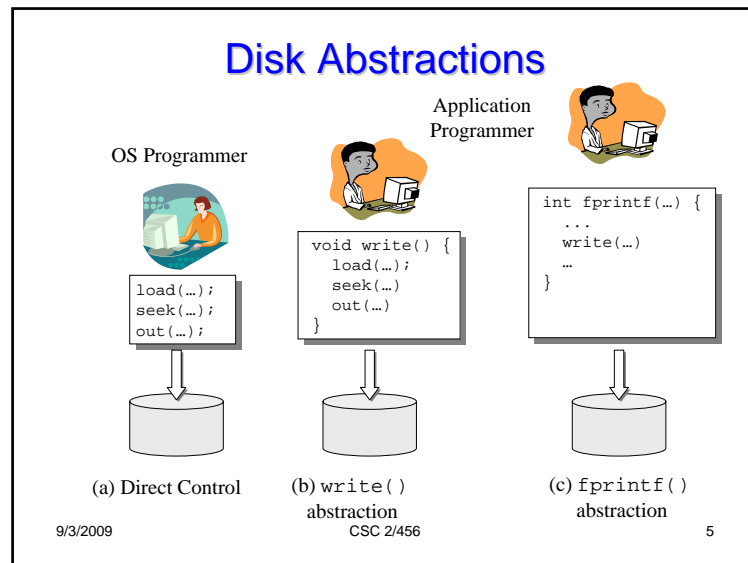 Disk Abstractions
Application
Programmer
OS Programmer
load(…);
seek(…);
out(…);
void write() {
load(…);
seek(…)
out(…)
}
int fprintf(…) {
...
write(…)
…
}
(a) Direct Control
(b) write()
abstraction
(c) fprintf()
abstraction
9/3/2009
CSC 2/456
5